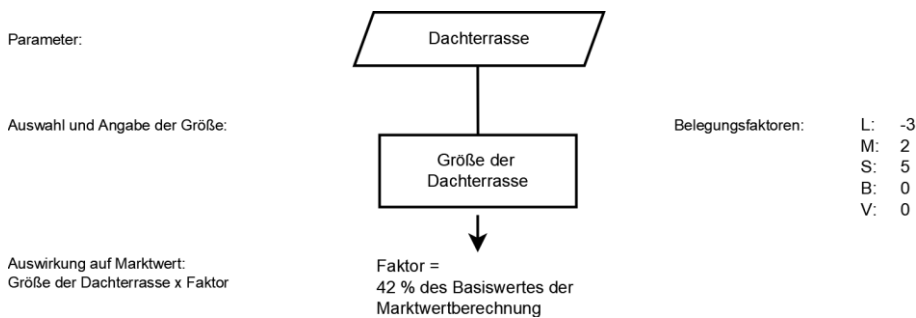 Parameter:
Dachterrasse
Auswahl und Angabe der Größe:
Größe der
Dachterrasse
Belegungsfaktoren:
L: -3
M: 2
S: 5
B: 0
V: 0
Auswirkung auf Marktwert:
Größe der Dachterrasse x Faktor
Faktor =
42 % des Basiswertes der
Marktwertberechnung